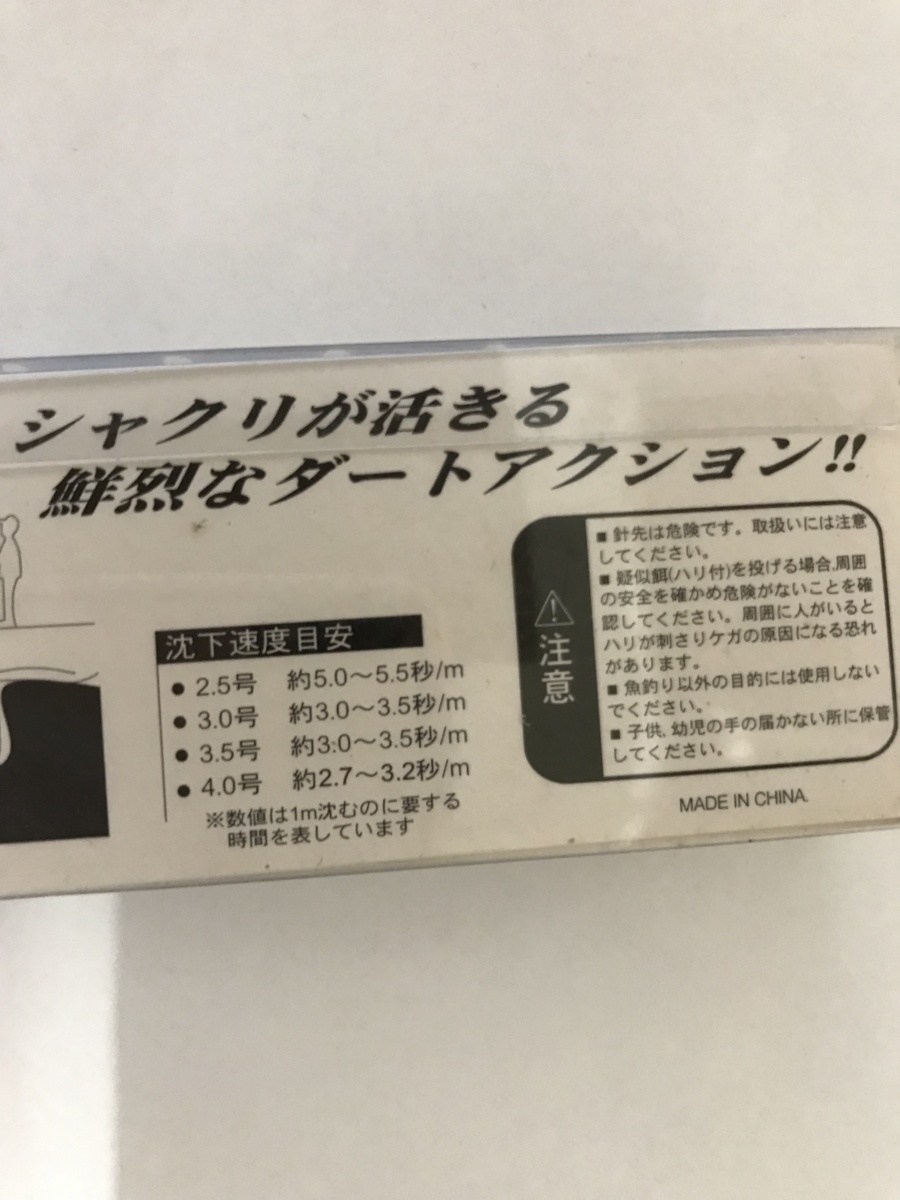 シャクリが活きる
鮮烈なダートアクション!!
沈下速度目安
● 2.5号 約5.0～5.5秒/m
● 3.0号 約3.0～3.5秒/m
● 3.5号 約3.0～3.5秒/m
● 4.0号 約2.7～3.2秒/m
※数値は1m沈むのに要する
時間を表しています
注意
■ 針先は危険です。取扱いには注意
してください。
■ 疑似餌(ハリ付)を投げる場合,周囲
の安全を確かめ危険がないことを確
認してください。周囲に人がいると
ハリが刺さりケガの原因になる恐れ
があります。
■ 魚釣り以外の目的には使用しない
でください。
■ 子供、幼児の手の届かない所に保管
してください。
MADE IN CHINA.